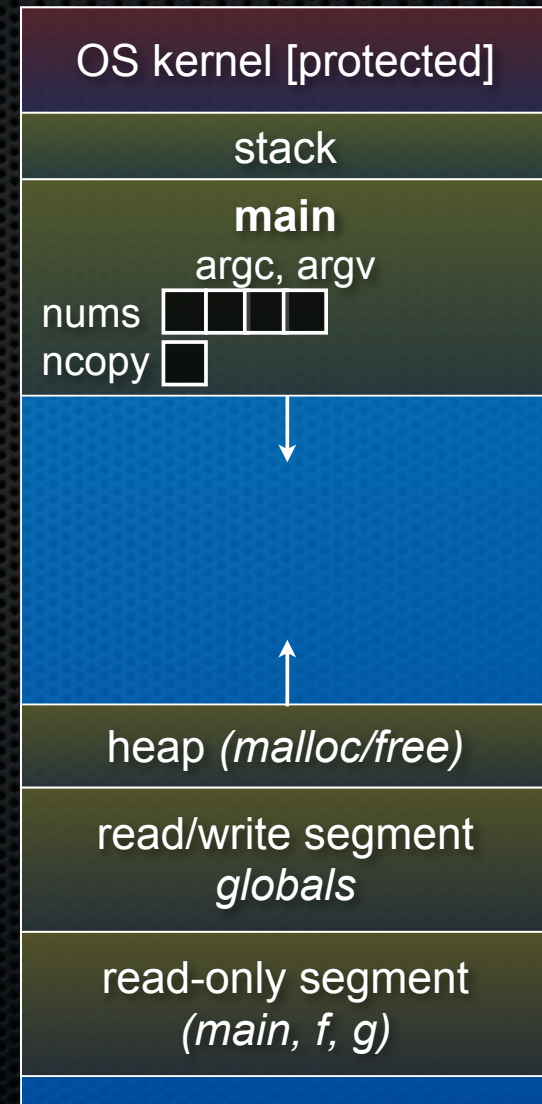 OS kernel [protected]
stack
main
argc, argv
nums
ncopy
heap (malloc/free)
read/write segment
globals
read-only segment
(main, f, g)